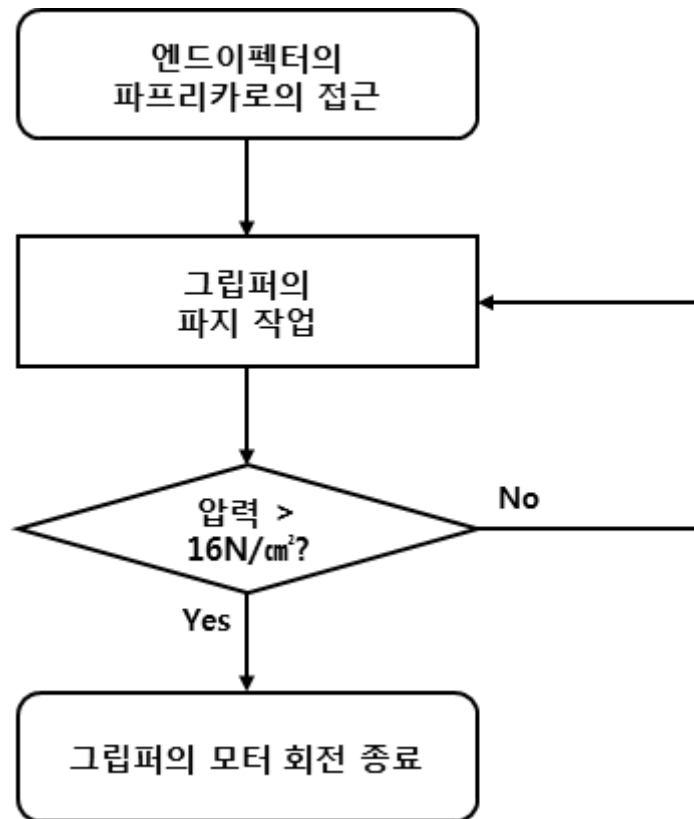 엔드이펙터의
파프리카로의 접근
그립퍼의
파지 작업
압력 >
16N/㎠?
No
Yes
그립퍼의 모터 회전 종료